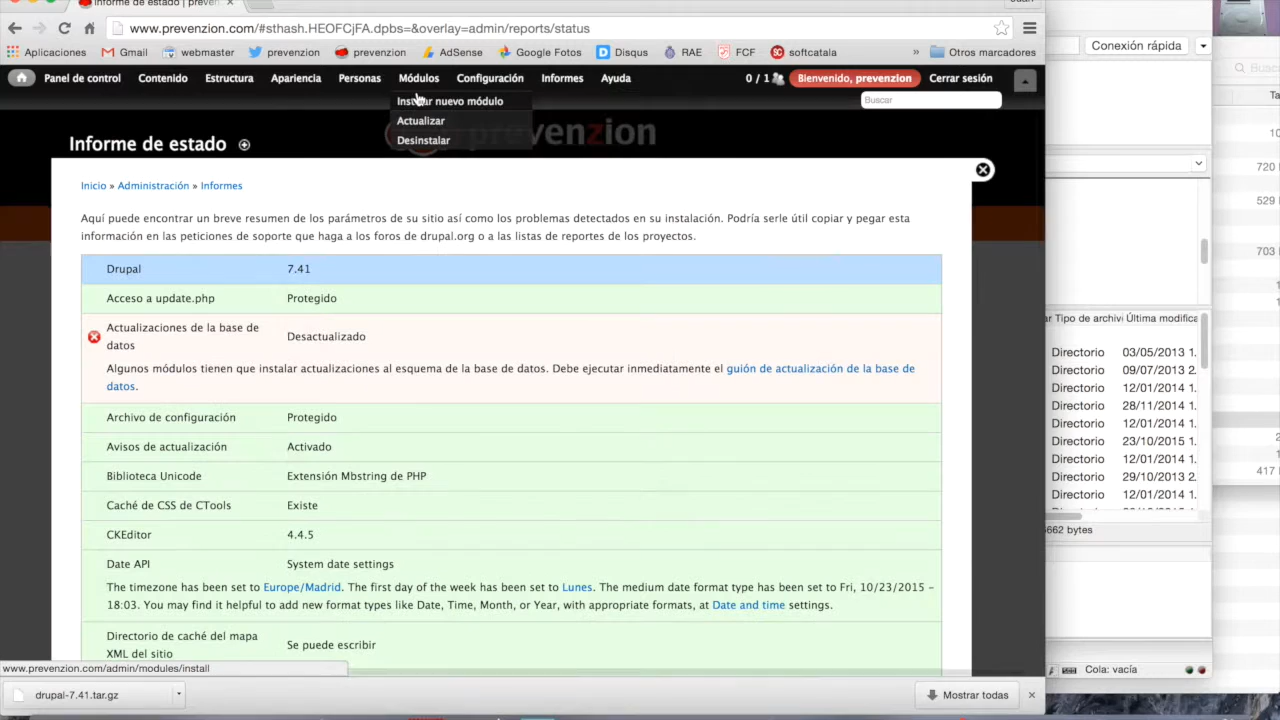 Informe de estado | preven
www.prevenzion.com/#sthash.HEOFCjFA.dpbs=&overlay=admin/reports/status
Aplicaciones Gmail webmaster prevenzion prevenzion AdSense Google Fotos Disqus RAE FCF softcatala » Otros marcadores
Conexión rápida
Panel de control Contenido Estructura Apariencia Personas Módulos Configuración Informes Ayuda 0 / 1 Bienvenido, prevenzion Cerrar sesión
Buscar
nuevo módulo
Actualizar
Desinstalar
prevenzion
Informe de estado
Inicio » Administración » Informes
Aquí puede encontrar un breve resumen de los parámetros de su sitio así como los problemas detectados en su instalación. Podría serle útil copiar y pegar esta
información en las peticiones de soporte que haga a los foros de drupal.org o a las listas de reportes de los proyectos.
Drupal 7.41
Acceso a update.php Protegido
Actualizaciones de la base de
datos Desactualizado
Algunos módulos tienen que instalar actualizaciones al esquema de la base de datos. Debe ejecutar inmediatamente el guión de actualización de la base de
datos.
Archivo de configuración Protegido
Avisos de actualización Activado
Biblioteca Unicode Extensión Mbstring de PHP
Caché de CSS de CTools Existe
CKEditor 4.4.5
Date API System date settings
The timezone has been set to Europe/Madrid. The first day of the week has been set to Lunes. The medium date format type has been set to Fri, 10/23/2015 -
18:03. You may find it helpful to add new format types like Date, Time, Month, or Year, with appropriate formats, at Date and time settings.
Directorio de caché del mapa
XML del sitio Se puede escribir
www.prevenzion.com/admin/modules/install
drupal-7.41.tar.gz
Mostrar todas
Tipo de archivi Última modifica
Directorio 03/05/2013 1.
Directorio 09/07/2013 2.
Directorio 12/01/2014 1.
Directorio 28/11/2014 1.
Directorio 12/01/2014 1.
Directorio 23/10/2015 1.
Directorio 12/01/2014 1.
Directorio 29/10/2013 2.
Directorio 12/01/2014 1.
662 bytes
Cola: vacía
Ta
10
720
529
703
417